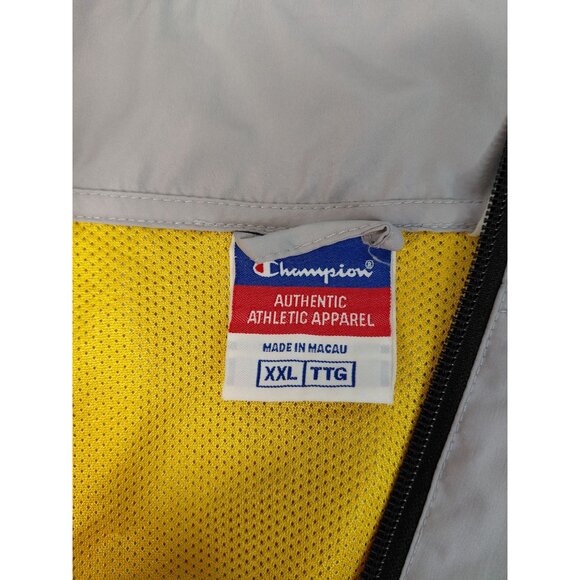 Champion®
AUTHENTIC
ATHLETIC APPAREL
MADE IN MACAU
XXL TTG